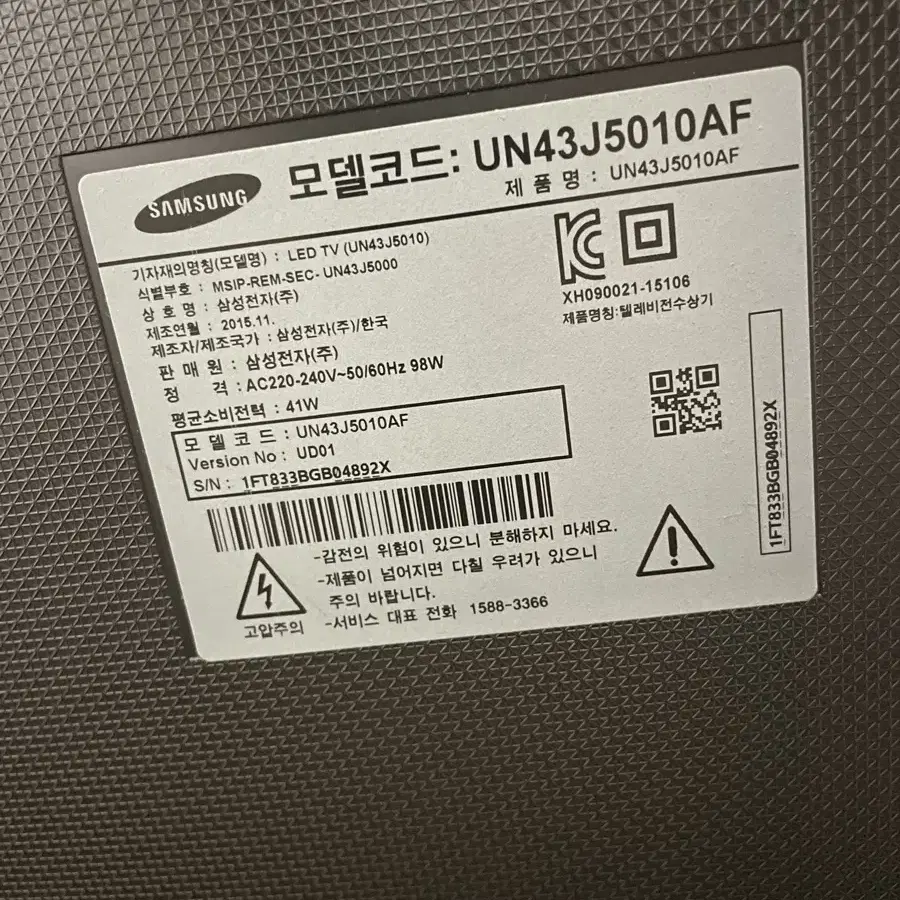 SAMSUNG
모델코드: UN43J5010AF
제 품 명 : UN43J5010AF
기자재의명칭(모델명) : LED TV (UN43J5010)
식별부호 : MSIP-REM-SEC- UN43J5000
상 호 명 : 삼성전자(주)
제조연월 : 2015.11.
제조자/제조국가 : 삼성전자(주)/한국
판 매 원 : 삼성전자(주)
정 격 : AC220-240V~50/60Hz 98W
평균소비전력 : 41W
모 델 코 드 : UN43J5010AF
Version No : UD01
S/N : 1FT833BGB04892X
XH090021-15106
제품명칭:텔레비전수상기
1FT833BGB04892X
-감전의 위험이 있으니 분해하지 마세요.
-제품이 넘어지면 다칠 우려가 있으니
주의 바랍니다.
-서비스 대표 전화 1588-3366
고압주의